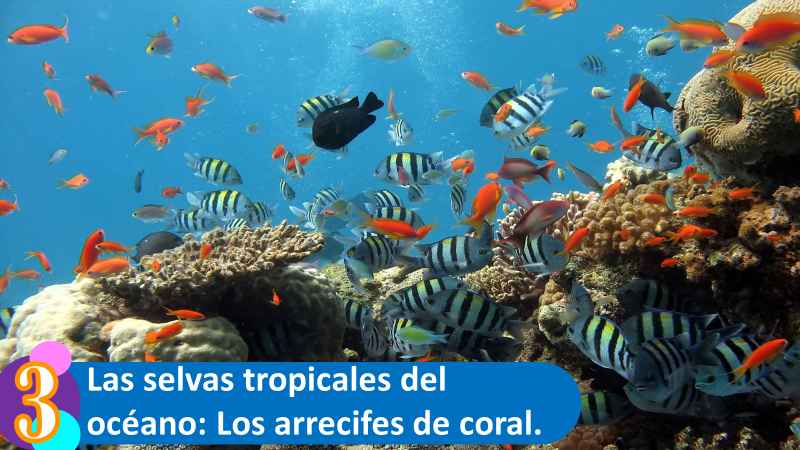 3
Las selvas tropicales del
océano: Los arrecifes de coral.